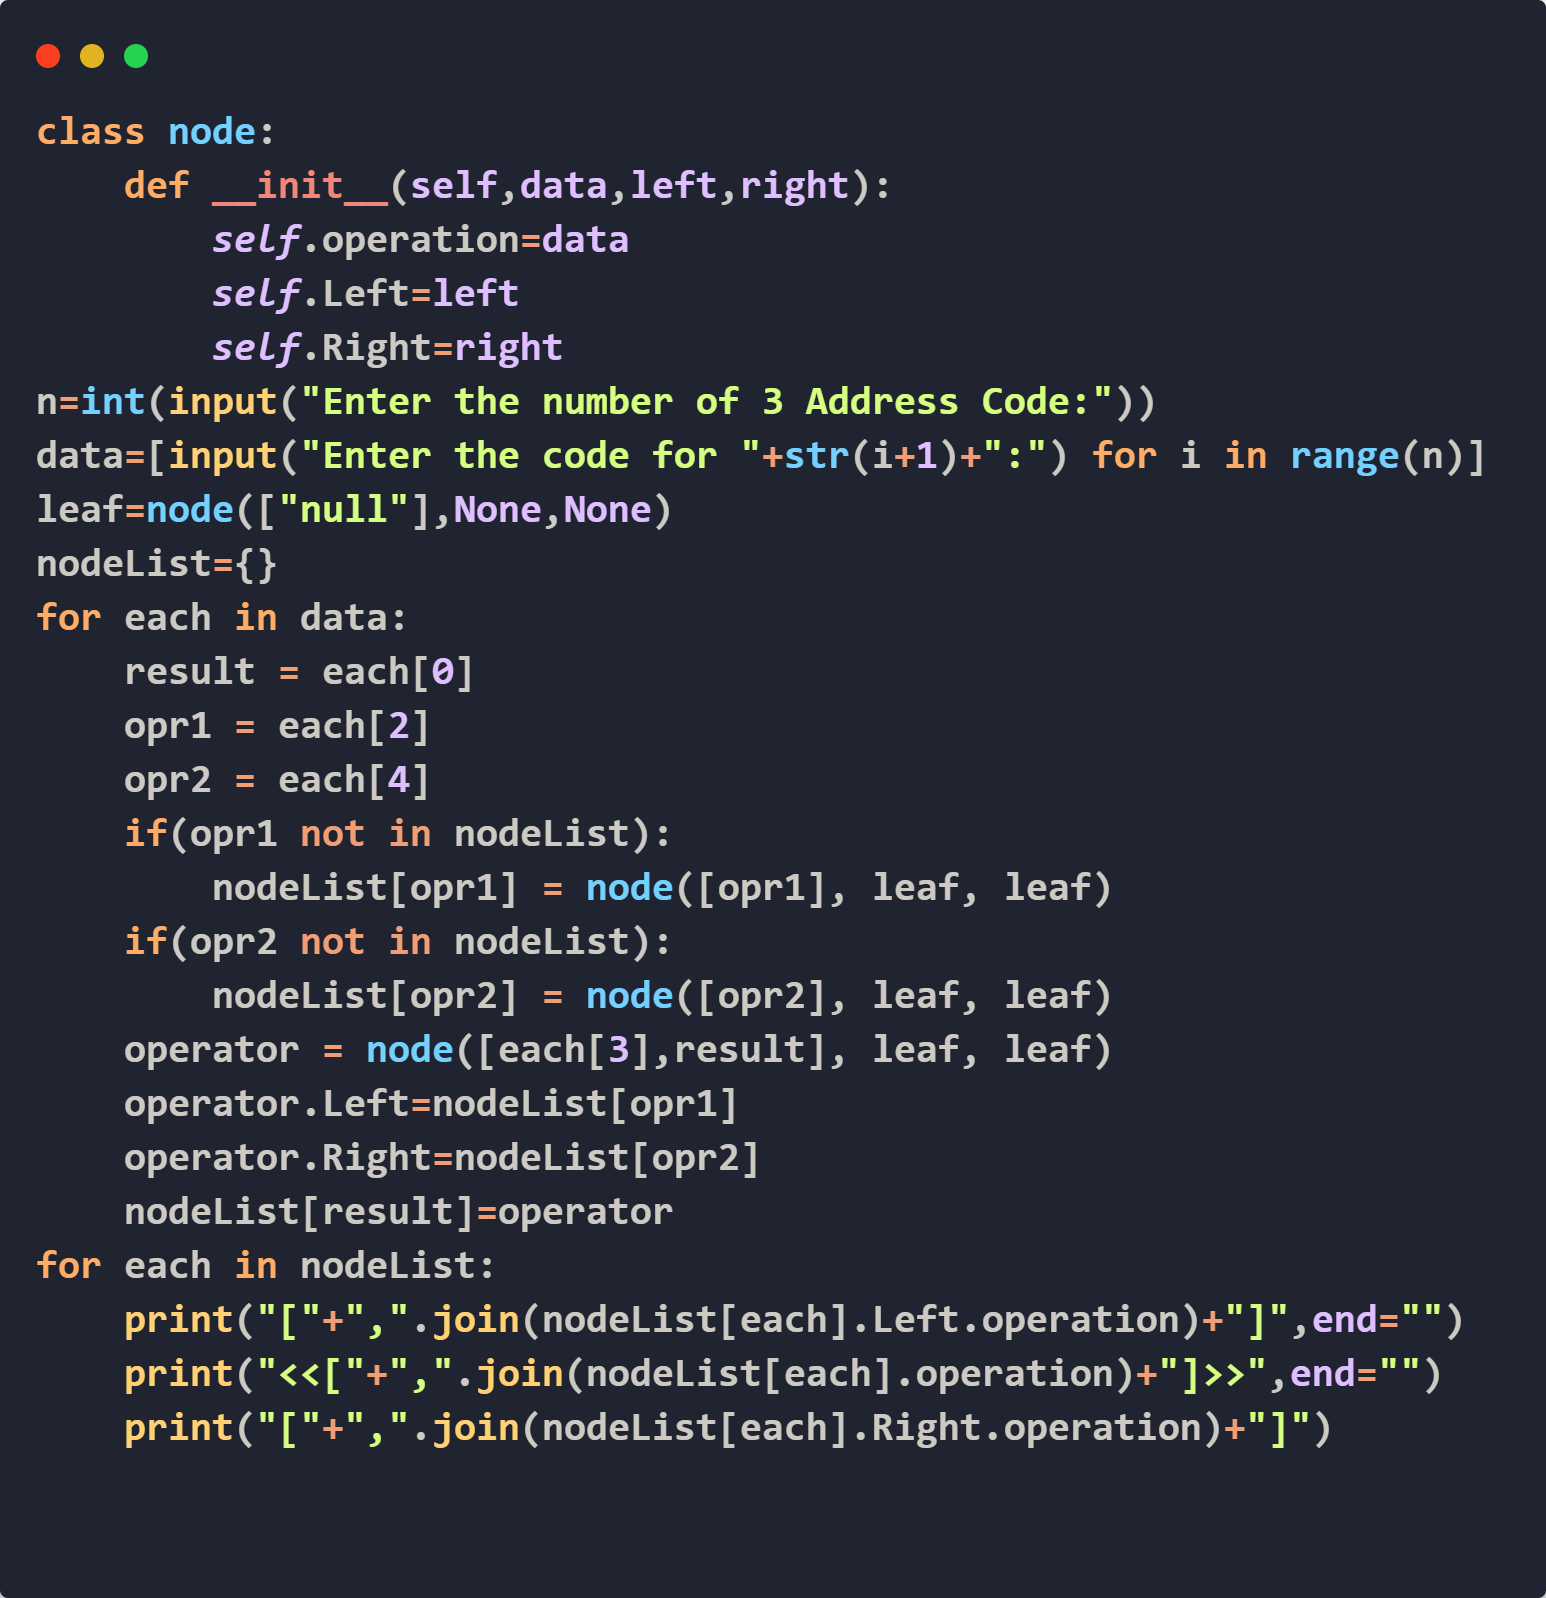 class node:
    def __init__(self,data,left,right):
        self.operation=data
        self.Left=left
        self.Right=right
n=int(input("Enter the number of 3 Address Code:"))
data=[input("Enter the code for "+str(i+1)+":") for i in range(n)]
leaf=node(["null"],None,None)
nodeList={}
for each in data:
    result = each[0]
    opr1 = each[2]
    opr2 = each[4]
    if(opr1 not in nodeList):
        nodeList[opr1] = node([opr1], leaf, leaf)
    if(opr2 not in nodeList):
        nodeList[opr2] = node([opr2], leaf, leaf)
    operator = node([each[3],result], leaf, leaf)
    operator.Left=nodeList[opr1]
    operator.Right=nodeList[opr2]
    nodeList[result]=operator
for each in nodeList:
    print("["+",".join(nodeList[each].Left.operation)+"]",end="")
    print("<<["+",".join(nodeList[each].operation)+"]>>",end="")
    print("["+",".join(nodeList[each].Right.operation)+"]")